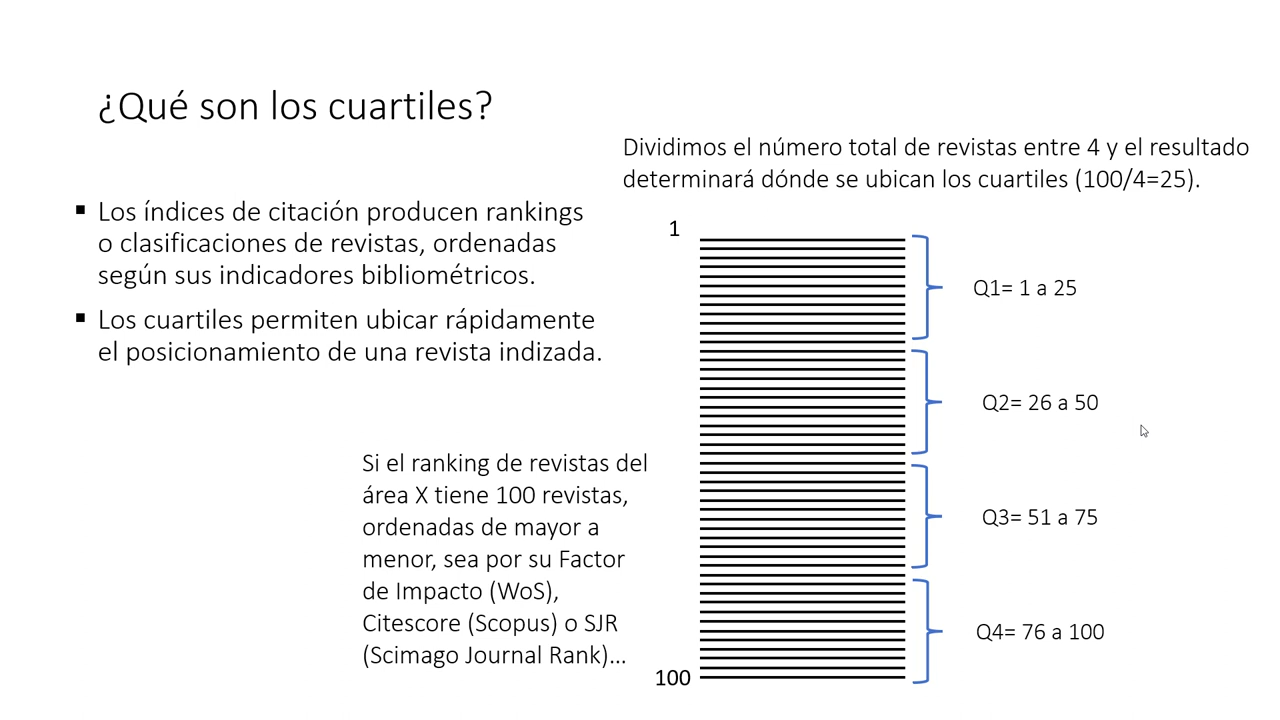 ¿Qué son los cuartiles?
Los índices de citación producen rankings
o clasificaciones de revistas, ordenadas
según sus indicadores bibliométricos.
Los cuartiles permiten ubicar rápidamente
el posicionamiento de una revista indizada.
Dividimos el número total de revistas entre 4 y el resultado
determinará dónde se ubican los cuartiles (100/4=25).
Si el ranking de revistas del
área X tiene 100 revistas,
ordenadas de mayor a
menor, sea por su Factor
de Impacto (WoS),
Citescore (Scopus) o SJR
(Scimago Journal Rank)...
1
100
Q1= 1 a 25
Q2= 26 a 50
Q3= 51 a 75
Q4= 76 a 100